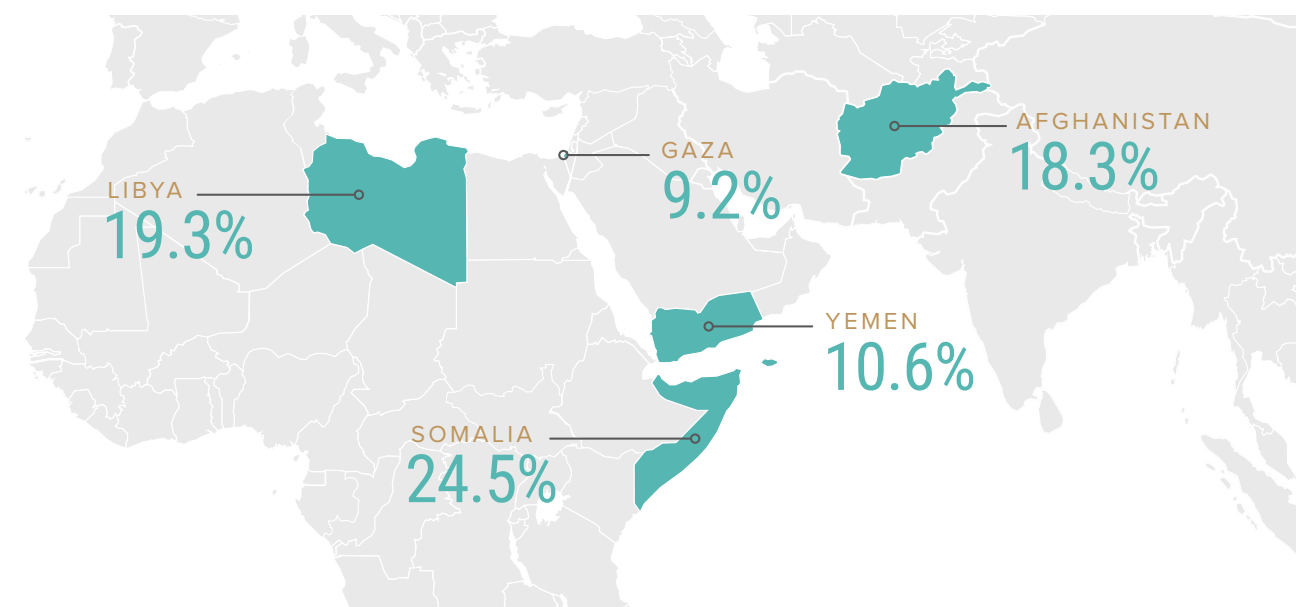 AFGHANISTAN
18.3%
GAZA
9.2%
LIBYA
19.3%
YEMEN
10.6%
SOMALIA
24.5%